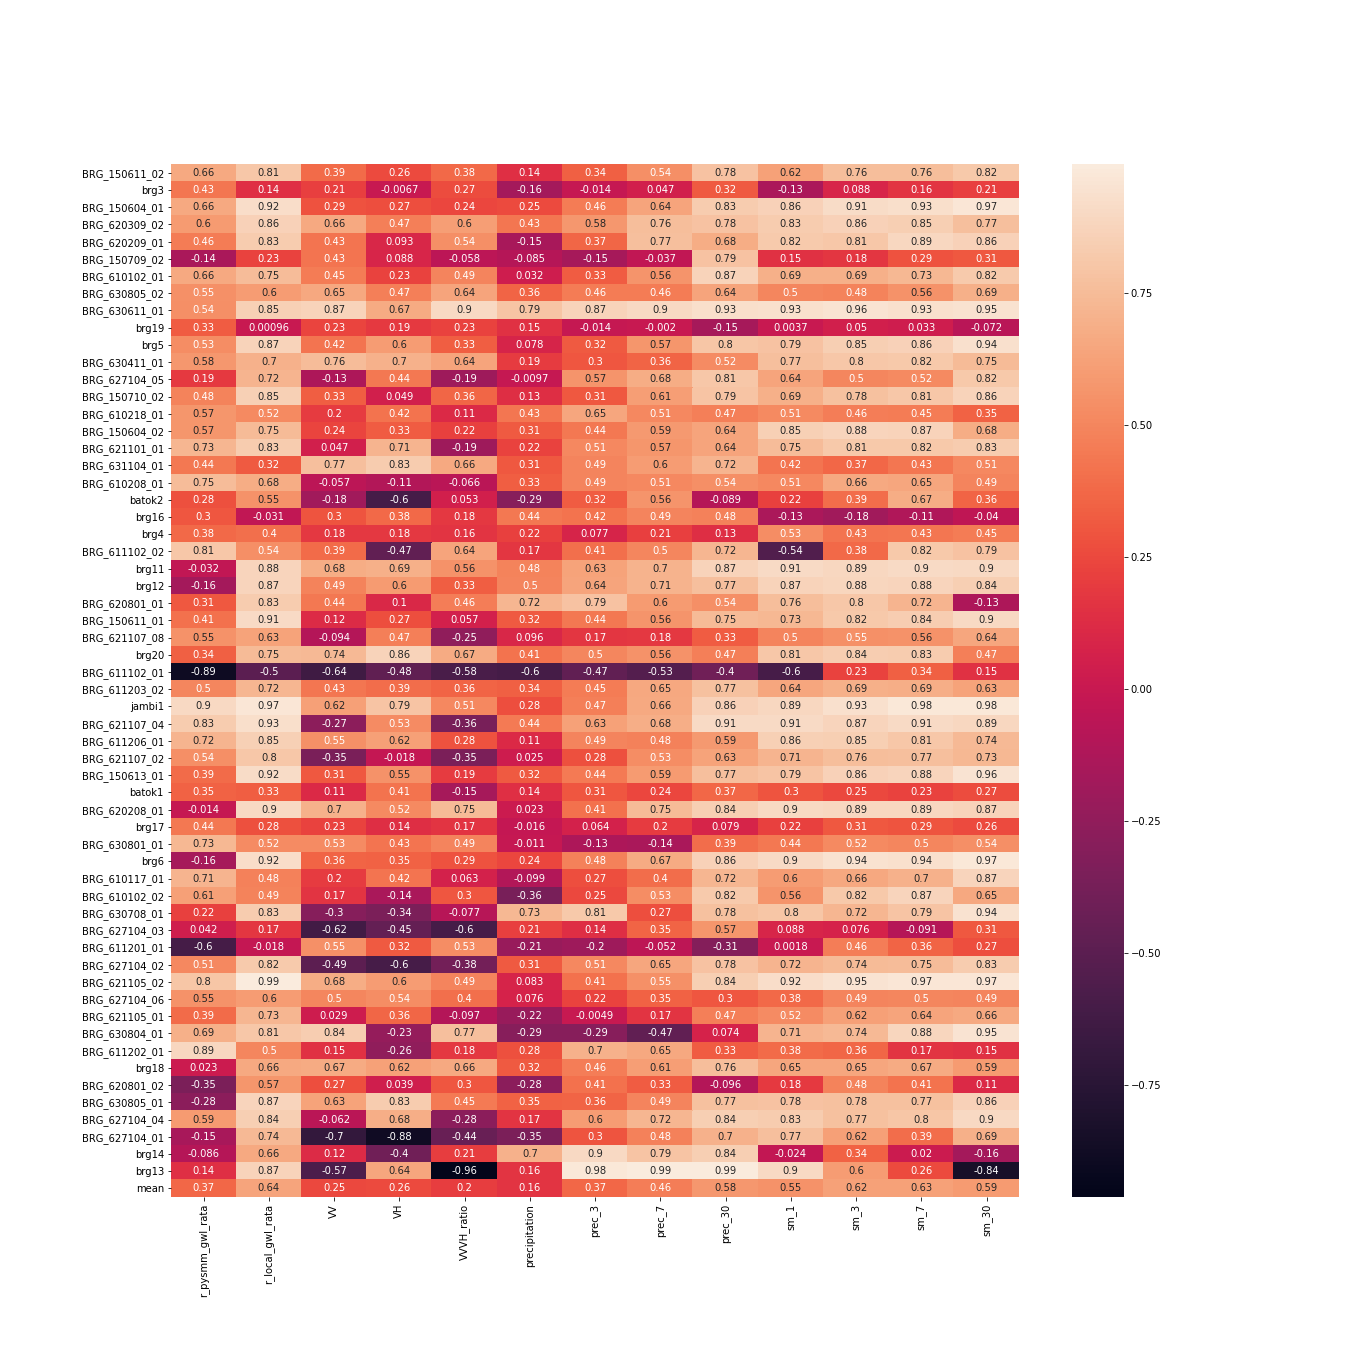 BRG_150611_02 0.66 0.81 0.39 0.26 0.38 0.14 0.34 0.54 0.78 0.62 0.76 0.76 0.82
brg3 0.43 0.14 0.21 -0.0067 0.27 -0.16 -0.014 0.047 0.32 -0.13 0.088 0.16 0.21
BRG_150604_01 0.66 0.92 0.29 0.27 0.24 0.25 0.46 0.64 0.83 0.86 0.91 0.93 0.97
BRG_620309_02 0.6 0.86 0.66 0.47 0.6 0.43 0.58 0.76 0.78 0.83 0.86 0.85 0.77
BRG_620209_01 0.46 0.83 0.43 0.093 0.54 -0.15 0.37 0.77 0.68 0.82 0.81 0.89 0.86
BRG_150709_02 -0.14 0.23 0.43 0.088 -0.058 -0.085 -0.15 -0.037 0.79 0.15 0.18 0.29 0.31
BRG_610102_01 0.66 0.75 0.45 0.23 0.49 0.032 0.33 0.56 0.87 0.69 0.69 0.73 0.82
BRG_630805_02 0.55 0.6 0.65 0.47 0.64 0.36 0.46 0.46 0.64 0.5 0.48 0.56 0.69
BRG_630611_01 0.54 0.85 0.87 0.67 0.9 0.79 0.87 0.9 0.93 0.93 0.96 0.93 0.95
brg19 0.33 0.00096 0.23 0.19 0.23 0.15 -0.014 -0.002 -0.15 0.0037 0.05 0.033 -0.072
brg5 0.53 0.87 0.42 0.6 0.33 0.078 0.32 0.57 0.8 0.79 0.85 0.86 0.94
BRG_630411_01 0.58 0.7 0.76 0.7 0.64 0.19 0.3 0.36 0.52 0.77 0.8 0.82 0.75
BRG_627104_05 0.19 0.72 -0.13 0.44 -0.19 -0.0097 0.57 0.68 0.81 0.64 0.5 0.52 0.82
BRG_150710_02 0.48 0.85 0.33 0.049 0.36 0.13 0.31 0.61 0.79 0.69 0.78 0.81 0.86
BRG_610218_01 0.57 0.52 0.2 0.42 0.11 0.43 0.65 0.51 0.47 0.51 0.46 0.45 0.35
BRG_150604_02 0.57 0.75 0.24 0.33 0.22 0.31 0.44 0.59 0.64 0.85 0.88 0.87 0.68
BRG_621101_01 0.73 0.83 0.047 0.71 -0.19 0.22 0.51 0.57 0.64 0.75 0.81 0.82 0.83
BRG_631104_01 0.44 0.32 0.77 0.83 0.66 0.31 0.49 0.6 0.72 0.42 0.37 0.43 0.51
BRG_610208_01 0.75 0.68 -0.057 -0.11 -0.066 0.33 0.49 0.51 0.54 0.51 0.66 0.65 0.49
batok2 0.28 0.55 -0.18 -0.6 0.053 -0.29 0.32 0.56 -0.089 0.22 0.39 0.67 0.36
brg16 0.3 -0.031 0.3 0.38 0.18 0.44 0.42 0.49 0.48 -0.13 -0.18 -0.11 -0.04
brg4 0.38 0.4 0.18 0.18 0.16 0.22 0.077 0.21 0.13 0.53 0.43 0.43 0.45
BRG_611102_02 0.81 0.54 0.39 -0.47 0.64 0.17 0.41 0.5 0.72 -0.54 0.38 0.82 0.79
brg11 -0.032 0.88 0.68 0.69 0.56 0.48 0.63 0.7 0.87 0.91 0.89 0.9 0.9
brg12 -0.16 0.87 0.49 0.6 0.33 0.5 0.64 0.71 0.77 0.87 0.88 0.88 0.84
BRG_620801_01 0.31 0.83 0.44 0.1 0.46 0.72 0.79 0.6 0.54 0.76 0.8 0.72 -0.13
BRG_150611_01 0.41 0.91 0.12 0.27 0.057 0.32 0.44 0.56 0.75 0.73 0.82 0.84 0.9
BRG_621107_08 0.55 0.63 -0.094 0.47 -0.25 0.096 0.17 0.18 0.33 0.5 0.55 0.56 0.64
brg20 0.34 0.75 0.74 0.86 0.67 0.41 0.5 0.56 0.47 0.81 0.84 0.83 0.47
BRG_611102_01 -0.89 -0.5 -0.64 -0.48 -0.58 -0.6 -0.47 -0.53 -0.4 -0.6 0.23 0.34 0.15
BRG_611203_02 0.5 0.72 0.43 0.39 0.36 0.34 0.45 0.65 0.77 0.64 0.69 0.69 0.63
jambi1 0.9 0.97 0.62 0.79 0.51 0.28 0.47 0.66 0.86 0.89 0.93 0.98 0.98
BRG_621107_04 0.83 0.93 -0.27 0.53 -0.36 0.44 0.63 0.68 0.91 0.91 0.87 0.91 0.89
BRG_611206_01 0.72 0.85 0.55 0.62 0.28 0.11 0.49 0.48 0.59 0.86 0.85 0.81 0.74
BRG_621107_02 0.54 0.8 -0.35 -0.018 -0.35 0.025 0.28 0.53 0.63 0.71 0.76 0.77 0.73
BRG_150613_01 0.39 0.92 0.31 0.55 0.19 0.32 0.44 0.59 0.77 0.79 0.86 0.88 0.96
batok1 0.35 0.33 0.11 0.41 -0.15 0.14 0.31 0.24 0.37 0.3 0.25 0.23 0.27
BRG_620208_01 -0.014 0.9 0.7 0.52 0.75 0.023 0.41 0.75 0.84 0.9 0.89 0.89 0.87
brg17 0.44 0.28 0.23 0.14 0.17 -0.016 0.064 0.2 0.079 0.22 0.31 0.29 0.26
BRG_630801_01 0.73 0.52 0.53 0.43 0.49 -0.011 -0.13 -0.14 0.39 0.44 0.52 0.5 0.54
brg6 -0.16 0.92 0.36 0.35 0.29 0.24 0.48 0.67 0.86 0.9 0.94 0.94 0.97
BRG_610117_01 0.71 0.48 0.2 0.42 0.063 -0.099 0.27 0.4 0.72 0.6 0.66 0.7 0.87
BRG_610102_02 0.61 0.49 0.17 -0.14 0.3 -0.36 0.25 0.53 0.82 0.56 0.82 0.87 0.65
BRG_630708_01 0.22 0.83 -0.3 -0.34 -0.077 0.73 0.81 0.27 0.78 0.8 0.72 0.79 0.94
BRG_627104_03 0.042 0.17 -0.62 -0.45 -0.6 0.21 0.14 0.35 0.57 0.088 0.076 -0.091 0.31
BRG_611201_01 -0.6 -0.018 0.55 0.32 0.53 -0.21 -0.2 -0.052 -0.31 0.0018 0.46 0.36 0.27
BRG_627104_02 0.51 0.82 -0.49 -0.6 -0.38 0.31 0.51 0.65 0.78 0.72 0.74 0.75 0.83
BRG_621105_02 0.8 0.99 0.68 0.6 0.49 0.083 0.41 0.55 0.84 0.92 0.95 0.97 0.97
BRG_627104_06 0.55 0.6 0.5 0.54 0.4 0.076 0.22 0.35 0.3 0.38 0.49 0.5 0.49
BRG_621105_01 0.39 0.73 0.029 0.36 -0.097 -0.22 -0.0049 0.17 0.47 0.52 0.62 0.64 0.66
BRG_630804_01 0.69 0.81 0.84 -0.23 0.77 -0.29 -0.29 -0.47 0.074 0.71 0.74 0.88 0.95
BRG_611202_01 0.89 0.5 0.15 -0.26 0.18 0.28 0.7 0.65 0.33 0.38 0.36 0.17 0.15
brg18 0.023 0.66 0.67 0.62 0.66 0.32 0.46 0.61 0.76 0.65 0.65 0.67 0.59
BRG_620801_02 -0.35 0.57 0.27 0.039 0.3 -0.28 0.41 0.33 -0.096 0.18 0.48 0.41 0.11
BRG_630805_01 -0.28 0.87 0.63 0.83 0.45 0.35 0.36 0.49 0.77 0.78 0.78 0.77 0.86
BRG_627104_04 0.59 0.84 -0.062 0.68 -0.28 0.17 0.6 0.72 0.84 0.83 0.77 0.8 0.9
BRG_627104_01 -0.15 0.74 -0.7 -0.88 -0.44 -0.35 0.3 0.48 0.7 0.77 0.62 0.39 0.69
brg14 -0.086 0.66 0.12 -0.4 0.21 0.7 0.9 0.79 0.84 -0.024 0.34 0.02 -0.16
brg13 0.14 0.87 -0.57 0.64 -0.96 0.16 0.98 0.99 0.99 0.9 0.6 0.26 -0.84
mean 0.37 0.64 0.25 0.26 0.2 0.16 0.37 0.46 0.58 0.55 0.62 0.63 0.59
r_pysmm_gwl_rata r_local_gwl_rata VV VH VVVH_ratio precipitation prec_3 prec_7 prec_30 sm_1 sm_3 sm_7 sm_30
0.75
0.50
0.25
0.00
−0.25
−0.50
−0.75